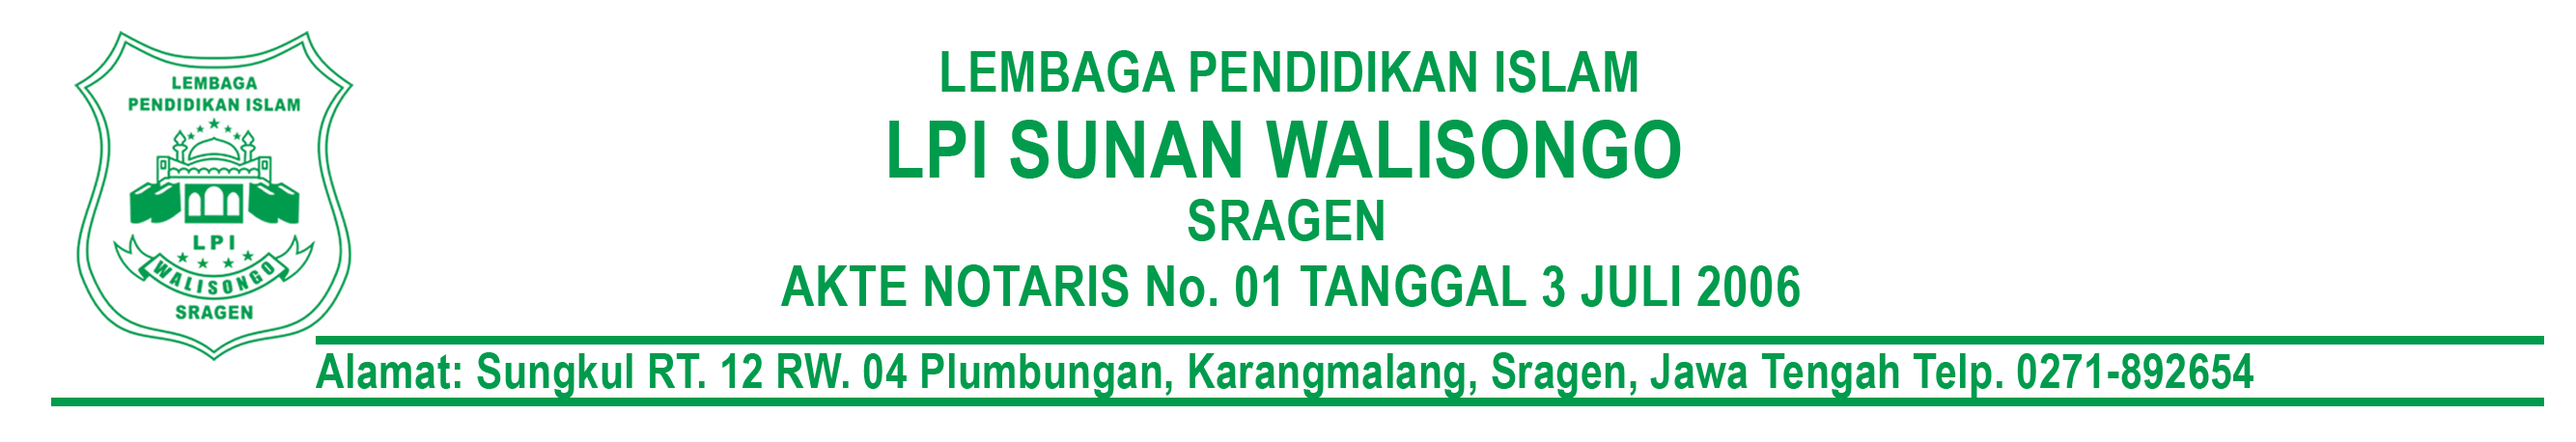 LEMBAGA
PENDIDIKAN ISLAM
LPI
WALISONGO
SRAGEN
LEMBAGA PENDIDIKAN ISLAM
LPI SUNAN WALISONGO
SRAGEN
AKTE NOTARIS No. 01 TANGGAL 3 JULI 2006
Alamat: Sungkul RT. 12 RW. 04 Plumbungan, Karangmalang, Sragen, Jawa Tengah Telp. 0271-892654